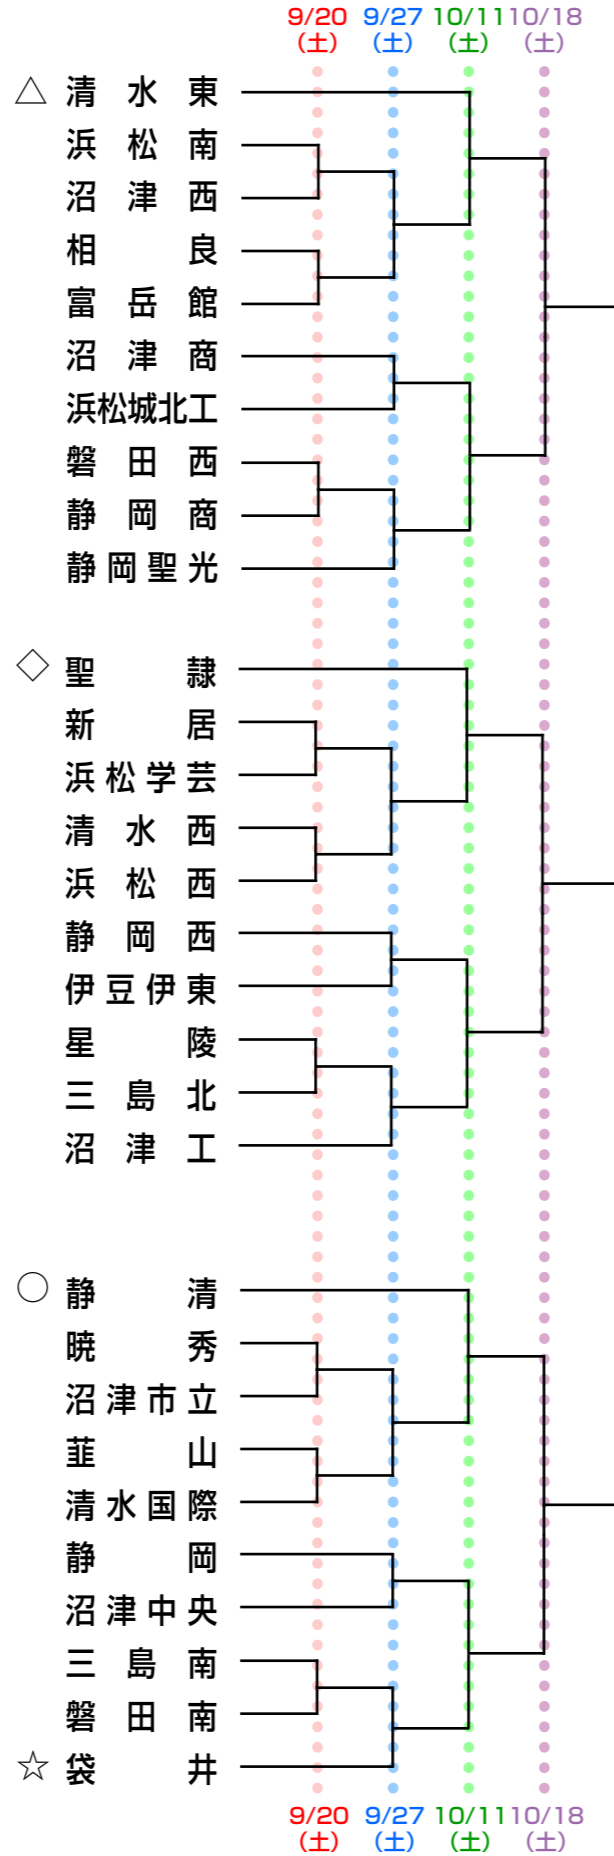 9/20 9/27 10/11 10/18
(土) (土) (土) (土)
△ 清水東
浜松南
沼津西
相良
富岳館
沼津商
浜松城北工
磐田西
静岡商
静岡聖光
◇ 聖隷
新居
浜松学芸
清水西
浜松西
静岡西
伊豆伊東
星陵
三島北
沼津工
○ 静清
暁秀
沼津市立
韮山
清水国際
静岡
沼津中央
三島南
磐田南
☆ 袋井
9/20 9/27 10/11 10/18
(土) (土) (土) (土)